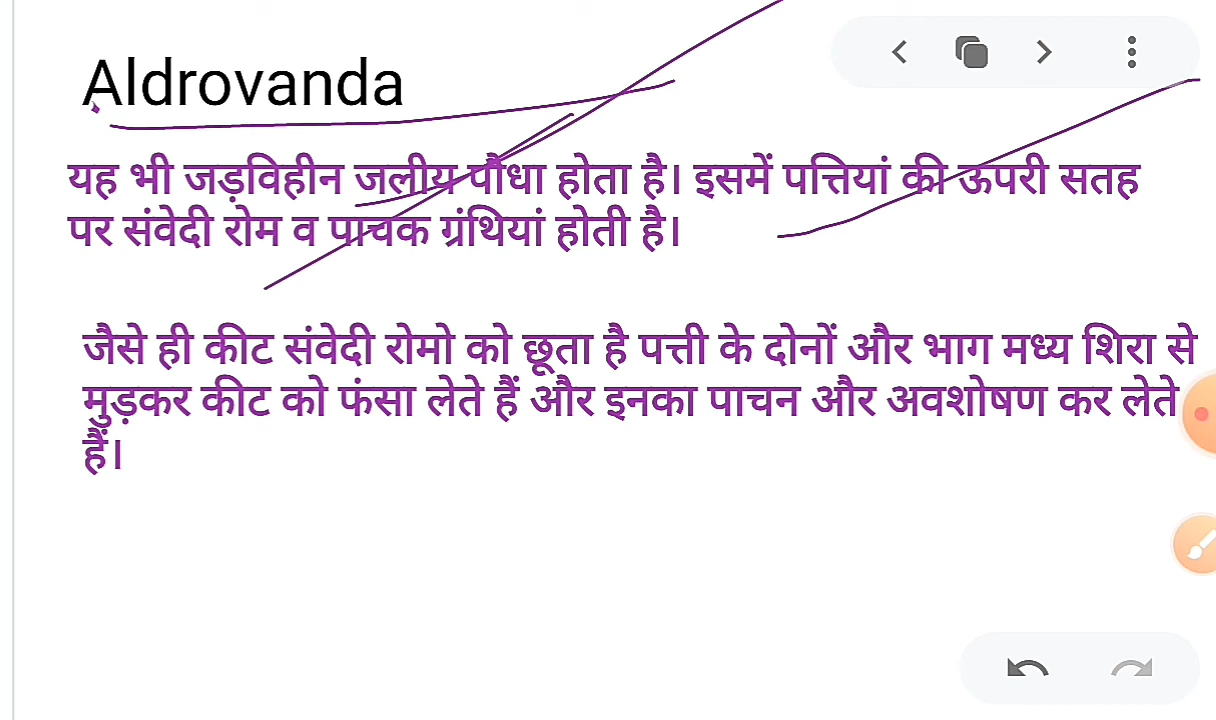 Aldrovanda
यह भी जड़विहीन जलीय पौधा होता है। इसमें पत्तियां की ऊपरी सतह
पर संवेदी रोम व पाचक ग्रंथियां होती है।
जैसे ही कीट संवेदी रोमो को छूता है पत्ती के दोनों और भाग मध्य शिरा से
मुड़कर कीट को फंसा लेते हैं और इनका पाचन और अवशोषण कर लेते
हैं।